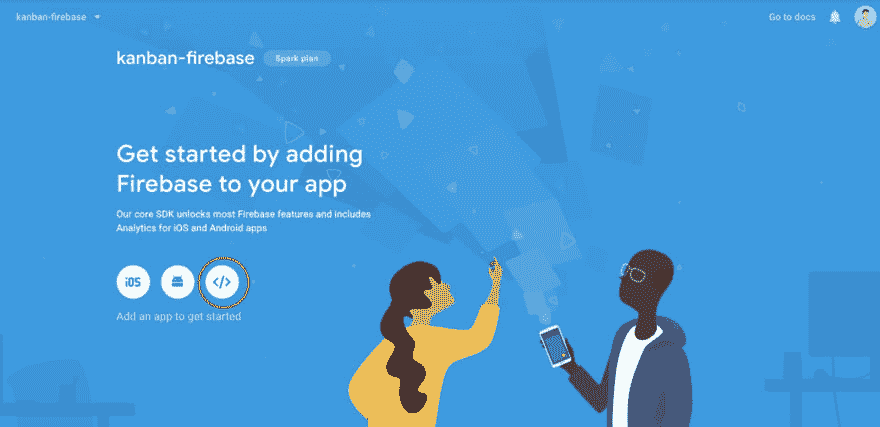 kanban-firebase
Go to docs
kanban-firebase
Spark plan
Get started by adding
Firebase to your app
Our core SDK unlocks most Firebase features and includes
Analytics for iOS and Android apps
iOS
</>
Add an app to get started